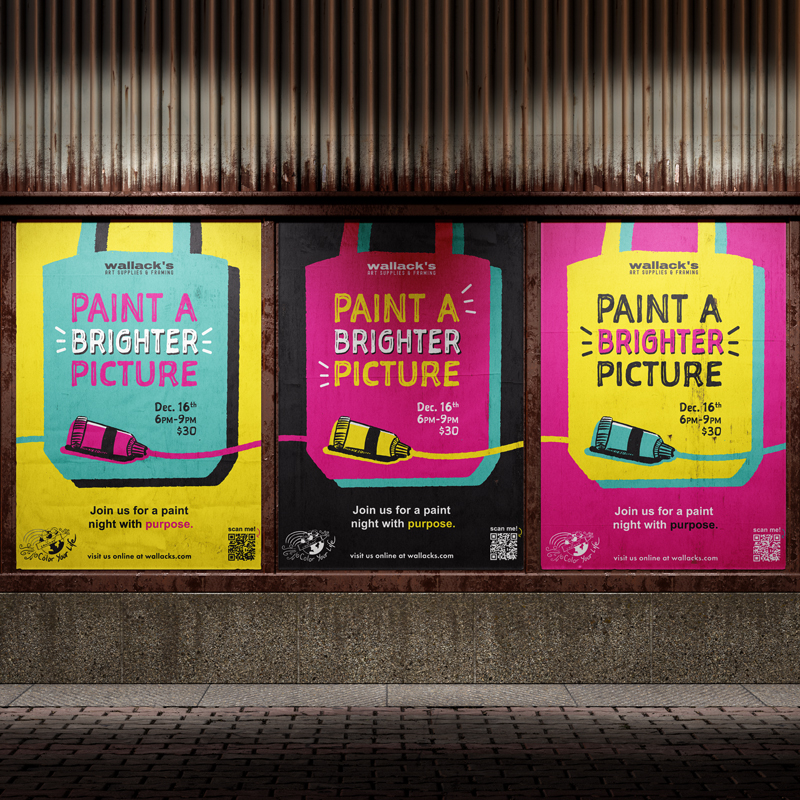 wallack's
ART SUPPLIES & FRAMING
PAINT A
BRIGHTER
PICTURE
Dec. 16th
6PM-9PM
$30
Join us for a paint
night with purpose.
scan me!
Color Your Life
visit us online at wallacks.com
wallack's
ART SUPPLIES & FRAMING
PAINT A
BRIGHTER
PICTURE
Dec. 16th
6PM-9PM
$30
Join us for a paint
night with purpose.
scan me!
Color Your Life
visit us online at wallacks.com
wallack's
ART SUPPLIES & FRAMING
PAINT A
BRIGHTER
PICTURE
Dec. 16th
6PM-9PM
$30
Join us for a paint
night with purpose.
scan me!
Color Your Life
visit us online at wallacks.com